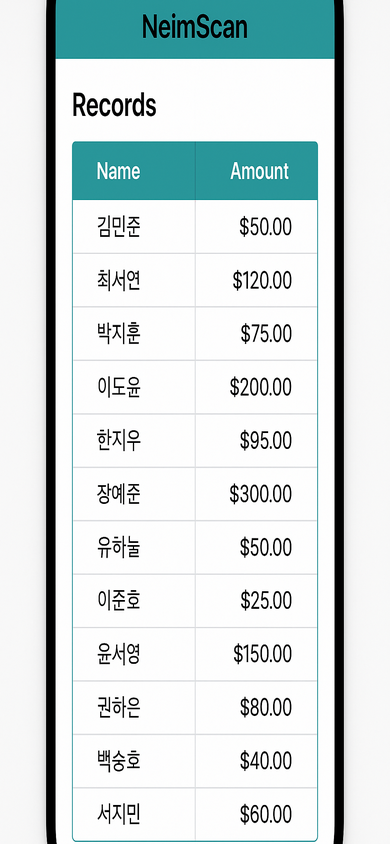 NeimScan
Records
Name Amount
김민준 $50.00
최서연 $120.00
박지훈 $75.00
이도윤 $200.00
한지우 $95.00
장예준 $300.00
유하눌 $50.00
이준호 $25.00
윤서영 $150.00
권하은 $80.00
백숭호 $40.00
서지민 $60.00